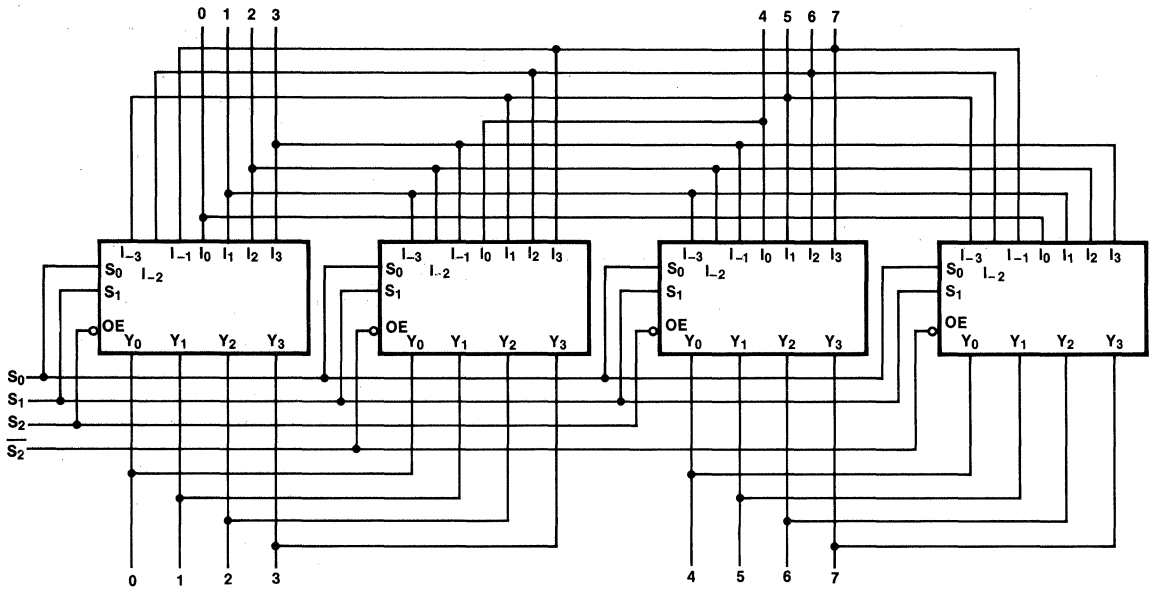 0 1 2 3 4 5 6 7
I₋₃ I₋₁ I₀ I₁ I₂ I₃ I₋₃ I₋₁ I₀ I₁ I₂ I₃ I₋₃ I₋₁ I₀ I₁ I₂ I₃ I₋₃ I₋₁ I₀ I₁ I₂ I₃
S₀ I₋₂ S₀ I₋₂ S₀ I₋₂ S₀ I₋₂
S₁ S₁ S₁ S₁
OE OE OE OE
Y₀ Y₁ Y₂ Y₃ Y₀ Y₁ Y₂ Y₃ Y₀ Y₁ Y₂ Y₃ Y₀ Y₁ Y₂ Y₃
S₀
S₁
S₂
S̅₂
0 1 2 3 4 5 6 7